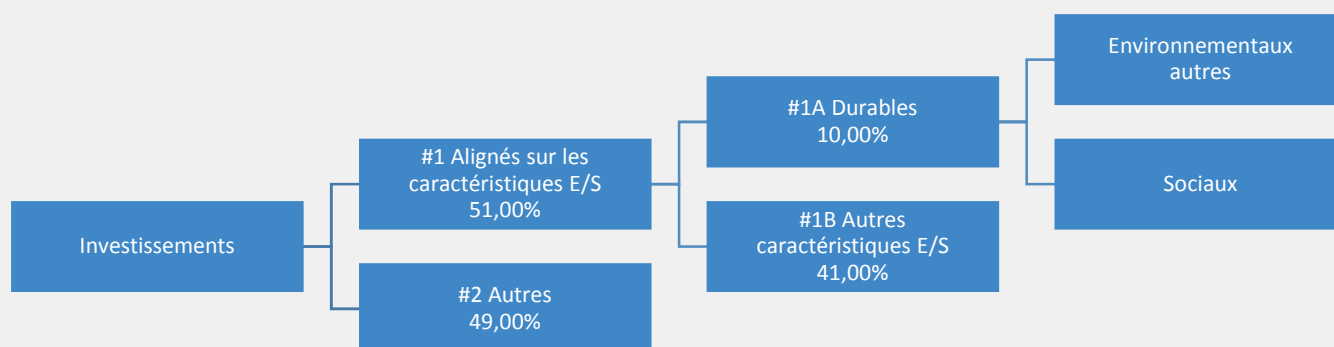 Investissements
#1 Alignés sur les
caractéristiques E/S
51,00%
#2 Autres
49,00%
#1A Durables
10,00%
#1B Autres
caractéristiques E/S
41,00%
Environnementaux
autres
Sociaux